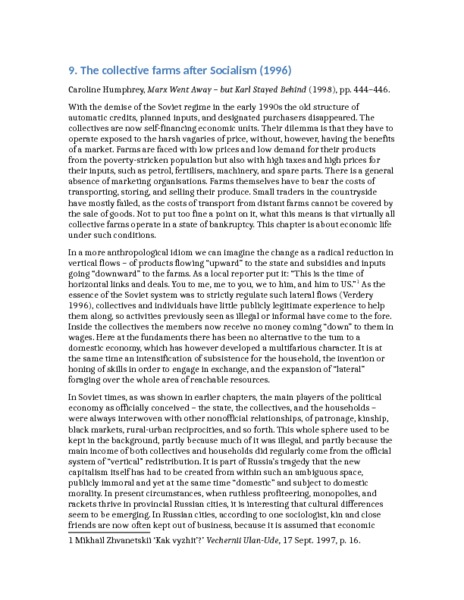 9. The collective farms after Socialism (1996)
Caroline Humphrey, Marx Went Away – but Karl Stayed Behind (1998), pp. 444–446.
With the demise of the Soviet regime in the early 1990s the old structure of
automatic credits, planned inputs, and designated purchasers disappeared. The
collectives are now self-financing economic units. Their dilemma is that they have to
operate exposed to the harsh vagaries of price, without, however, having the benefits
of a market. Farms are faced with low prices and low demand for their products
from the poverty-stricken population but also with high taxes and high prices for
their inputs, such as petrol, fertilisers, machinery, and spare parts. There is a general
absence of marketing organisations. Farms themselves have to bear the costs of
transporting, storing, and selling their produce. Small traders in the countryside
have mostly failed, as the costs of transport from distant farms cannot be covered by
the sale of goods. Not to put too fine a point on it, what this means is that virtually all
collective farms operate in a state of bankruptcy. This chapter is about economic life
under such conditions.
In a more anthropological idiom we can imagine the change as a radical reduction in
vertical flows – of products flowing “upward” to the state and subsidies and inputs
going “downward” to the farms. As a local reporter put it: “This is the time of
horizontal links and deals. You to me, me to you, we to him, and him to US.”1 As the
essence of the Soviet system was to strictly regulate such lateral flows (Verdery
1996), collectives and individuals have little publicly legitimate experience to help
them along, so activities previously seen as illegal or informal have come to the fore.
Inside the collectives the members now receive no money coming “down” to them in
wages. Here at the fundaments there has been no alternative to the tum to a
domestic economy, which has however developed a multifarious character. It is at
the same time an intensification of subsistence for the household, the invention or
honing of skills in order to engage in exchange, and the expansion of “lateral”
foraging over the whole area of reachable resources.
In Soviet times, as was shown in earlier chapters, the main players of the political
economy as officially conceived – the state, the collectives, and the households –
were always interwoven with other nonofficial relationships, of patronage, kinship,
black markets, rural-urban reciprocities, and so forth. This whole sphere used to be
kept in the background, partly because much of it was illegal, and partly because the
main income of both collectives and households did regularly come from the official
system of “vertical” redistribution. It is part of Russia’s tragedy that the new
capitalism itself has had to be created from within such an ambiguous space,
publicly immoral and yet at the same time “domestic” and subject to domestic
morality. In present circumstances, when ruthless profiteering, monopolies, and
rackets thrive in provincial Russian cities, it is interesting that cultural differences
seem to be emerging. In Russian cities, according to one sociologist, kin and close
friends are now often kept out of business, because it is assumed that economic
1 Mikhail Zhvanetskii ‘Kak vyzhit’?’ Vechernii Ulan-Ude, 17 Sept. 1997, p. 16.